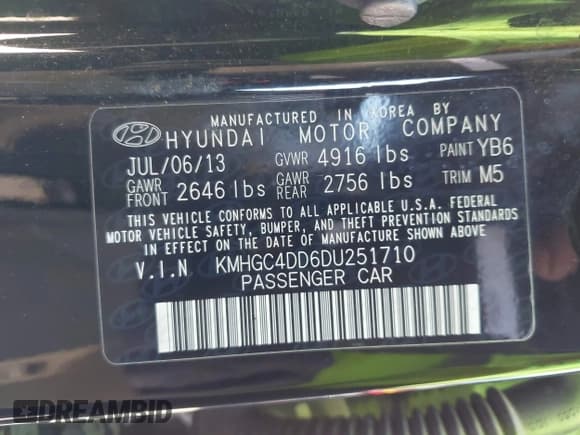 MANUFACTURED IN KOREA BY
HYUNDAI MOTOR COMPANY
JUL/06/13 GVWR 4916 lbs PAINT YB6
GAWR FRONT 2646 lbs GAWR REAR 2756 lbs TRIM M5
THIS VEHICLE CONFORMS TO ALL APPLICABLE U.S.A. FEDERAL
MOTOR VEHICLE SAFETY, BUMPER, AND THEFT PREVENTION STANDARDS
IN EFFECT ON THE DATE OF MANUFACTURE SHOWN ABOVE
V.I.N KMHGC4DD6DU251710
PASSENGER CAR
DREAMBID